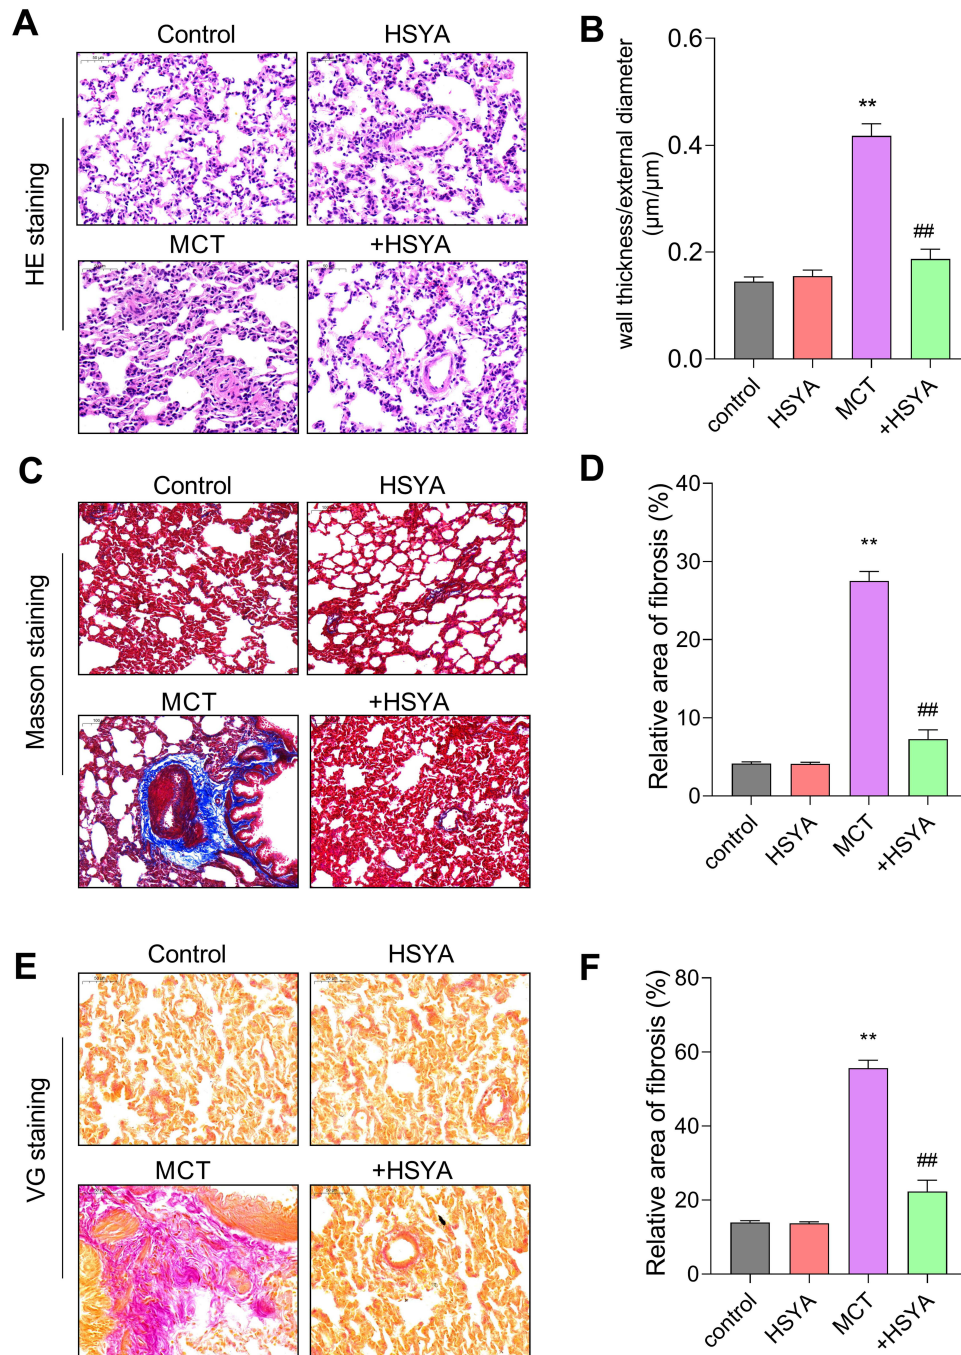 A
Control
HSYA
HE staining
50 μm
MCT
+HSYA
B
wall thickness/external diameter
(μm/μm)
0.6
0.4
0.2
0.0
**
##
control
HSYA
MCT
+HSYA
C
Control
HSYA
Masson staining
MCT
+HSYA
D
Relative area of fibrosis (%)
40
30
20
10
0
**
##
control
HSYA
MCT
+HSYA
E
Control
HSYA
VG staining
MCT
+HSYA
F
Relative area of fibrosis (%)
80
60
40
20
0
**
##
control
HSYA
MCT
+HSYA